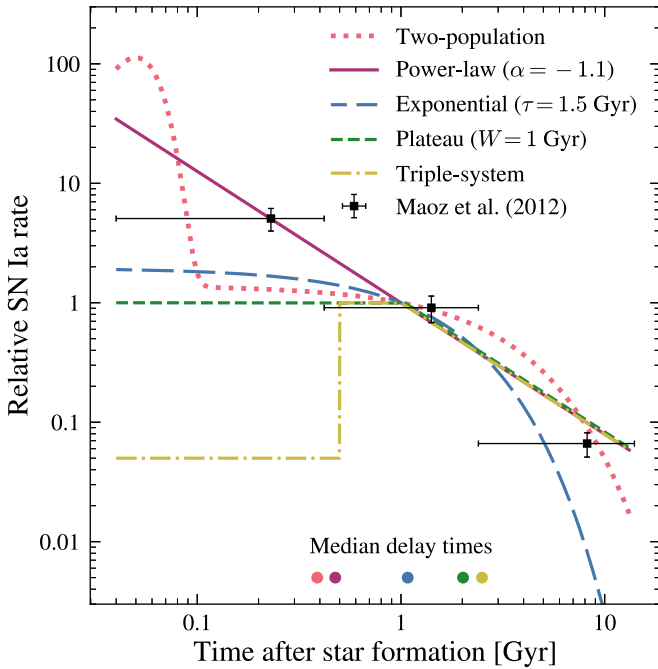 Two-population
Power-law (α = −1.1)
Exponential (τ = 1.5 Gyr)
Plateau (W = 1 Gyr)
Triple-system
Maoz et al. (2012)
Relative SN Ia rate
100
10
1
0.1
0.01
Median delay times
0.1
1
10
Time after star formation [Gyr]